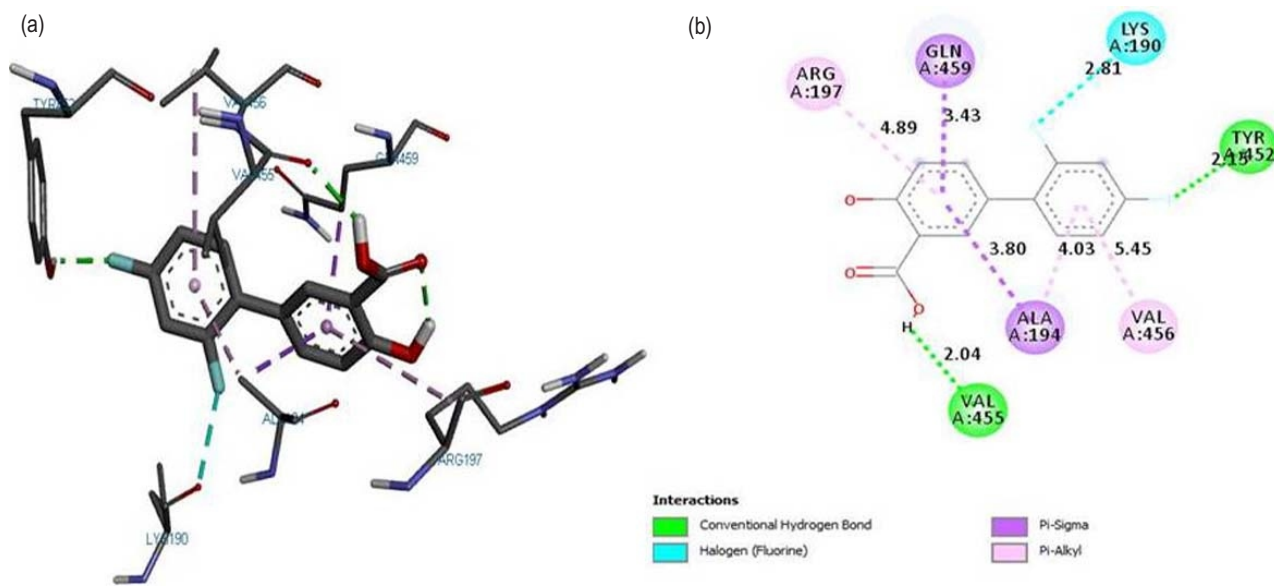 (a)
VAL456
VAL455
LYS190
ARG197
(b)
ARG
A:197
GLN
A:459
LYS
A:190
TYR
A:452
ALA
A:194
VAL
A:456
VAL
A:455
4.89
3.43
2.81
2.15
3.80
4.03
5.45
2.04
O
O
O
H
Interactions
Conventional Hydrogen Bond
Halogen (Fluorine)
Pi-Sigma
Pi-Alkyl